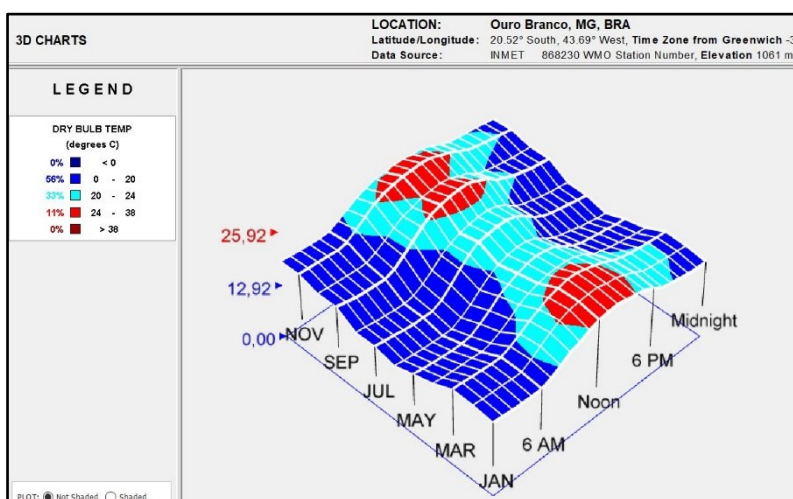 3D CHARTS
LOCATION: Ouro Branco, MG, BRA
Latitude/Longitude: 20.52° South, 43.69° West, Time Zone from Greenwich -3
Data Source: INMET 868230 WMO Station Number, Elevation 1061 m
LEGEND
DRY BULB TEMP
(degrees C)
0% < 0
56% 0 - 20
33% 20 - 24
11% 24 - 38
0% > 38
25,92
12,92
0,00
NOV
SEP
JUL
MAY
MAR
JAN
6 AM
Noon
6 PM
Midnight
PLOT: Not Shaded Shaded